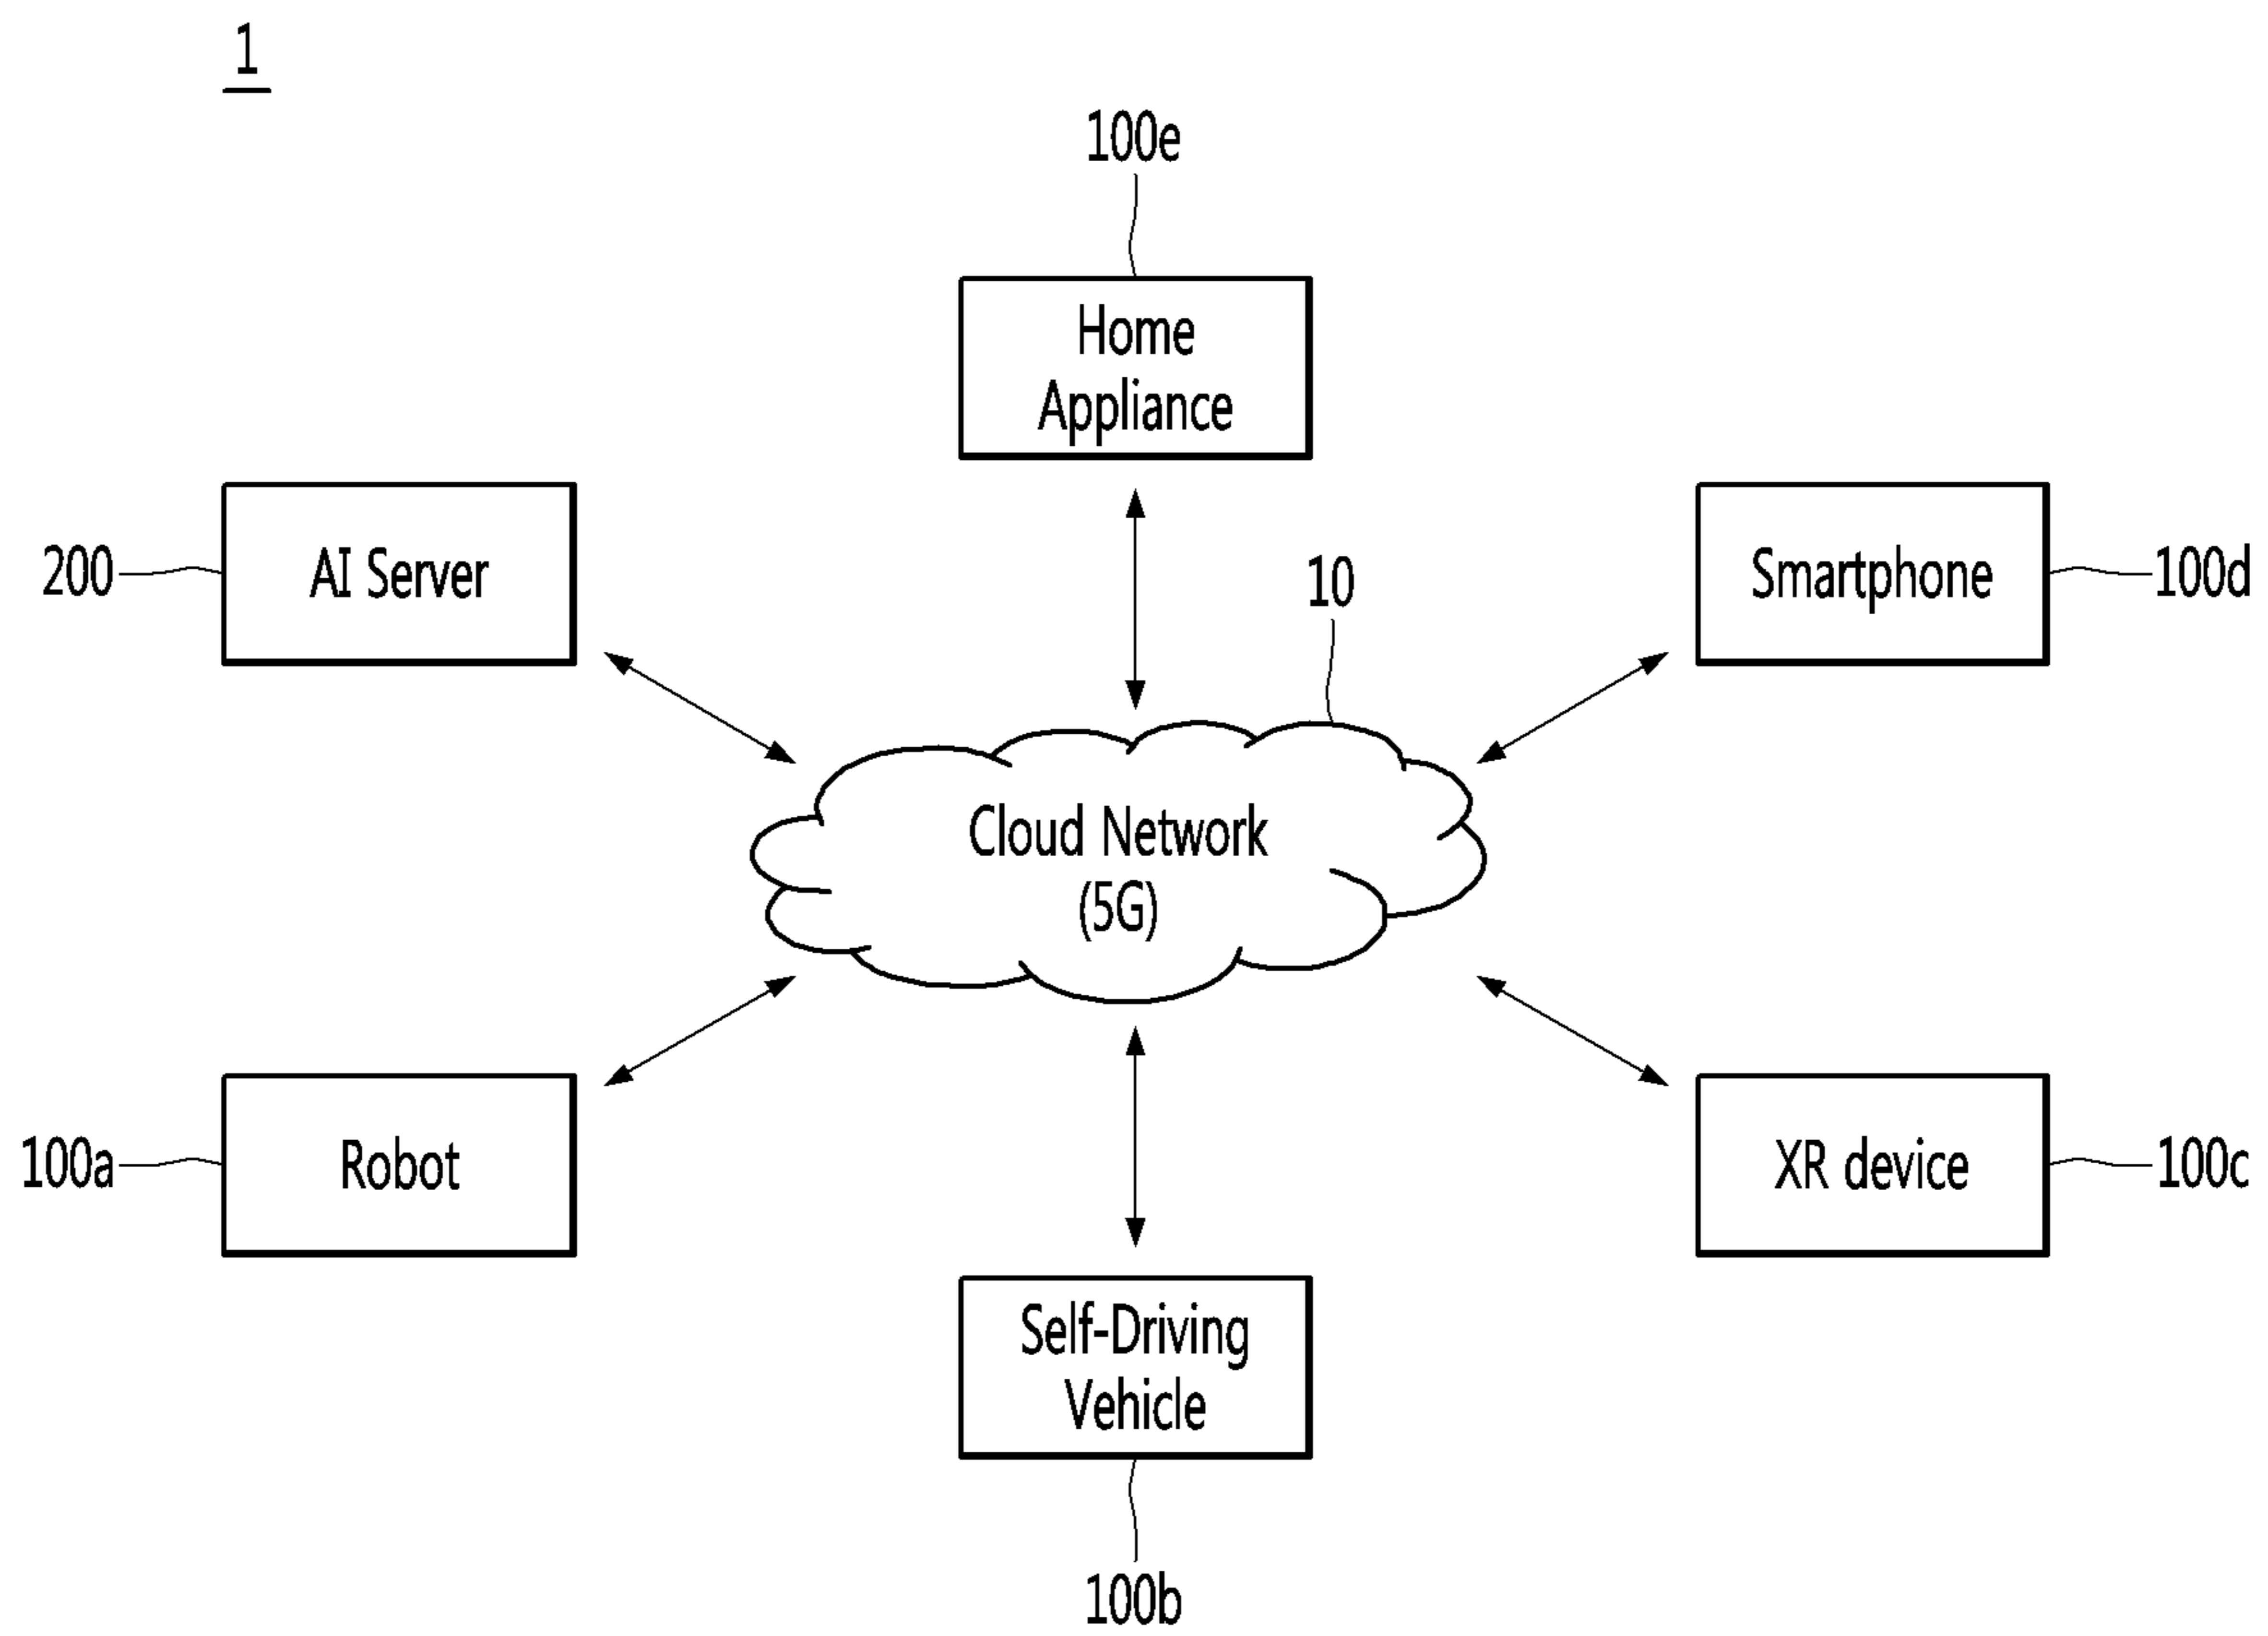 1
100e
Home
Appliance
200
AI Server
10
Smartphone
100d
Cloud Network
(5G)
100a
Robot
XR device
100c
Self-Driving
Vehicle
100b